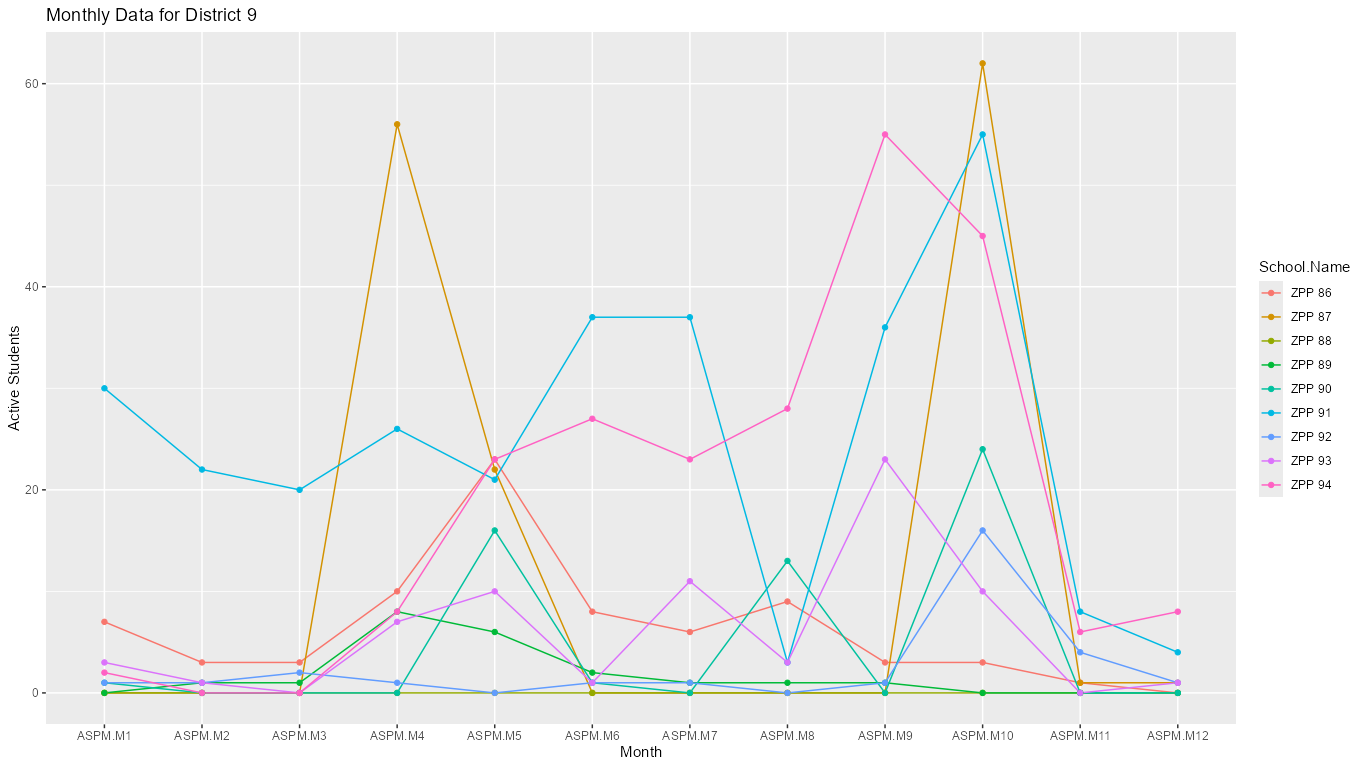 Monthly Data for District 9
60
40
20
0
Active Students
ASPM.M1 ASPM.M2 ASPM.M3 ASPM.M4 ASPM.M5 ASPM.M6 ASPM.M7 ASPM.M8 ASPM.M9 ASPM.M10 ASPM.M11 ASPM.M12
Month
School.Name
ZPP 86
ZPP 87
ZPP 88
ZPP 89
ZPP 90
ZPP 91
ZPP 92
ZPP 93
ZPP 94